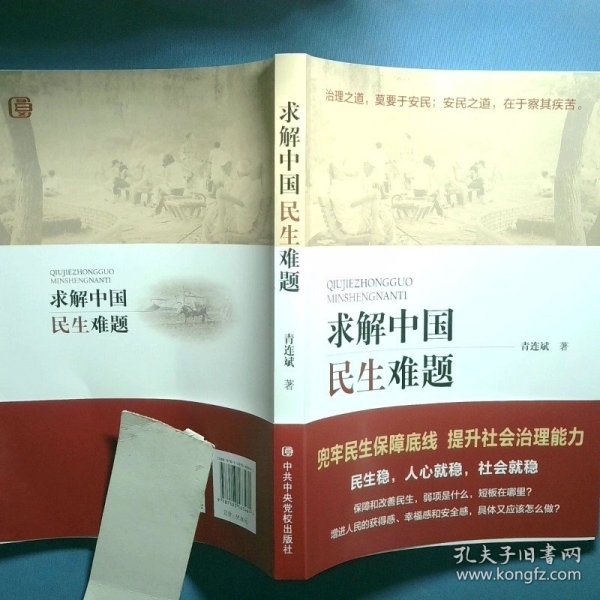 治理之道，莫要于安民；安民之道，在于察其疾苦。
QIUJIEZHONGGUO
MINSHENGNANTI
求解中国
民生难题
青连斌 著
兜牢民生保障底线 提升社会治理能力
民生稳，人心就稳，社会就稳
保障和改善民生，弱项是什么，短板在哪里？
增进人民的获得感、幸福感和安全感，具体又应该怎么做？
求解中国民生难题
青连斌 著
中共中央党校出版社
QIUJIEZHONGGUO
MINSHENGNANTI
求解中国
民生难题
孔夫子旧书网
www.kongfz.com